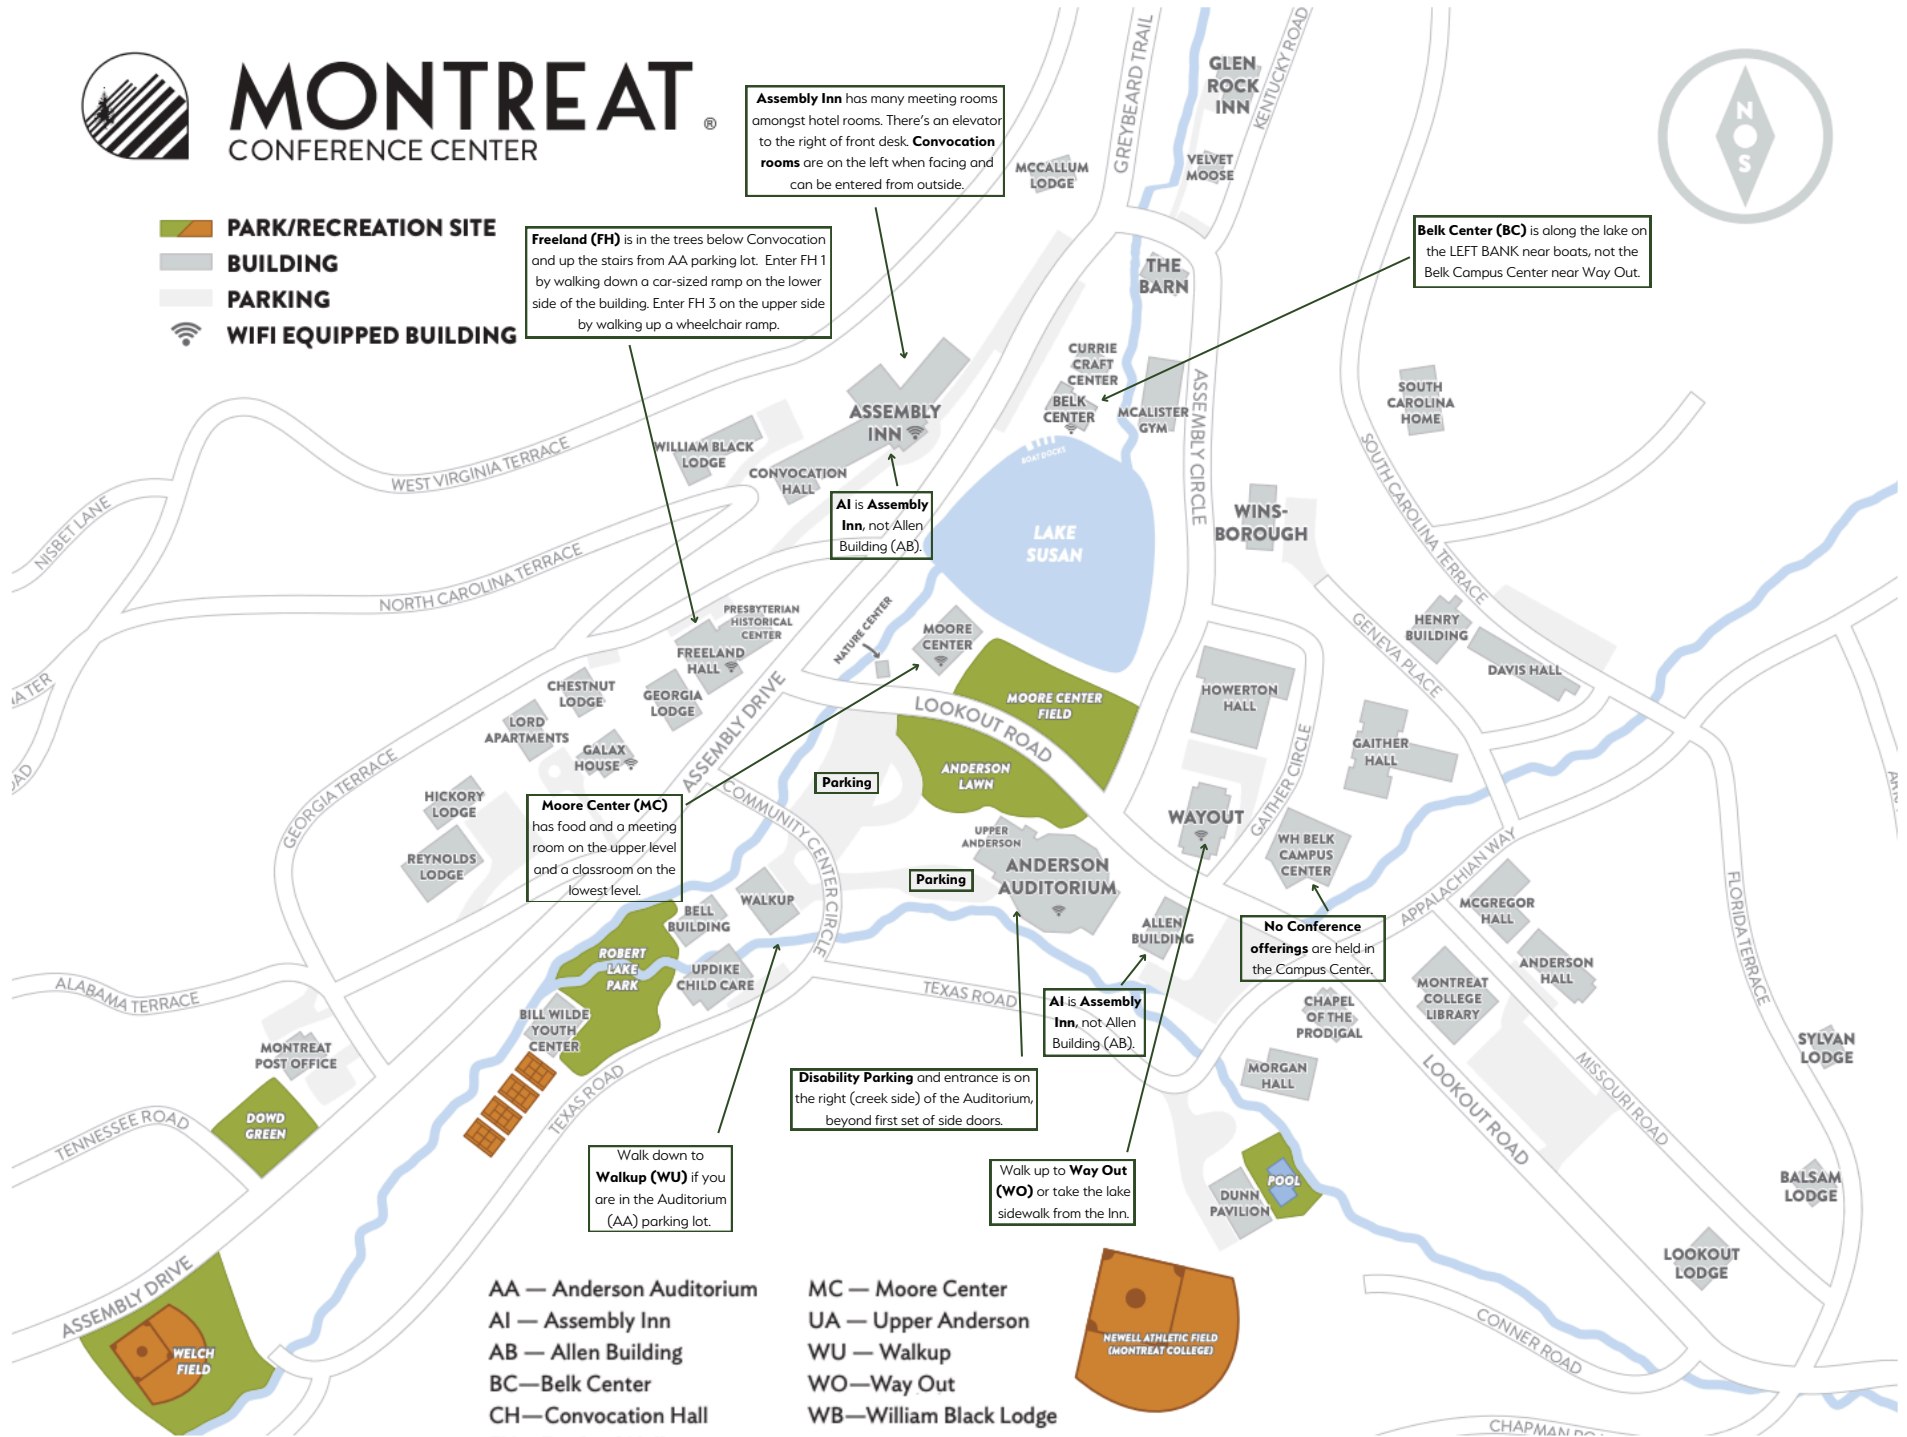 MONTREAT ®
CONFERENCE CENTER
PARK/RECREATION SITE
BUILDING
PARKING
WIFI EQUIPPED BUILDING
Assembly Inn has many meeting rooms
amongst hotel rooms. There's an elevator
to the right of front desk. Convocation
rooms are on the left when facing and
can be entered from outside.
Freeland (FH) is in the trees below Convocation
and up the stairs from AA parking lot. Enter FH 1
by walking down a car-sized ramp on the lower
side of the building. Enter FH 3 on the upper side
by walking up a wheelchair ramp.
GREYBEARD TRAIL
GLEN
ROCK
INN
KENTUCKY ROAD
MCCALLUM
LODGE
VELVET
MOOSE
N
S
Belk Center (BC) is along the lake on
the LEFT BANK near boats, not the
Belk Campus Center near Way Out.
THE
BARN
CURRIE
CRAFT
CENTER
BELK
CENTER
MCALISTER
GYM
ASSEMBLY CIRCLE
SOUTH
CAROLINA
HOME
SOUTH CAROLINA TERRACE
ASSEMBLY
INN
WILLIAM BLACK
LODGE
CONVOCATION
HALL
WEST VIRGINIA TERRACE
NISBET LANE
NORTH CAROLINA TERRACE
BOAT DOCKS
AI is Assembly
Inn, not Allen
Building (AB).
LAKE
SUSAN
WINS-
BOROUGH
GENEVA PLACE
HENRY
BUILDING
DAVIS HALL
PRESBYTERIAN
HISTORICAL
CENTER
FREELAND
HALL
NATURE CENTER
MOORE
CENTER
MOORE CENTER
FIELD
HOWERTON
HALL
GAITHER
HALL
CHESTNUT
LODGE
GEORGIA
LODGE
LORD
APARTMENTS
GALAX
HOUSE
ASSEMBLY DRIVE
LOOKOUT ROAD
ANDERSON
LAWN
GAITHER CIRCLE
GEORGIA TERRACE
HICKORY
LODGE
REYNOLDS
LODGE
Moore Center (MC)
has food and a meeting
room on the upper level
and a classroom on the
lowest level.
COMMUNITY CENTER CIRCLE
Parking
UPPER
ANDERSON
ANDERSON
AUDITORIUM
Parking
WAYOUT
WH BELK
CAMPUS
CENTER
APPALACHIAN WAY
MCGREGOR
HALL
FLORIDA TERRACE
BELL
BUILDING
WALKUP
ALLEN
BUILDING
No Conference
offerings are held in
the Campus Center.
ANDERSON
HALL
ROBERT
LAKE
PARK
UPDIKE
CHILD CARE
TEXAS ROAD
MONTREAT
COLLEGE
LIBRARY
ALABAMA TERRACE
BILL WILDE
YOUTH
CENTER
AI is Assembly
Inn, not Allen
Building (AB).
CHAPEL
OF THE
PRODIGAL
MONTREAT
POST OFFICE
SYLVAN
LODGE
MORGAN
HALL
LOOKOUT ROAD
MISSOURI ROAD
Disability Parking and entrance is on
the right (creek side) of the Auditorium,
beyond first set of side doors.
TENNESSEE ROAD
DOWD
GREEN
TEXAS ROAD
Walk down to
Walkup (WU) if you
are in the Auditorium
(AA) parking lot.
Walk up to Way Out
(WO) or take the lake
sidewalk from the Inn.
DUNN
PAVILION
POOL
BALSAM
LODGE
LOOKOUT
LODGE
ASSEMBLY DRIVE
WELCH
FIELD
AA — Anderson Auditorium
AI — Assembly Inn
AB — Allen Building
BC—Belk Center
CH—Convocation Hall
MC — Moore Center
UA — Upper Anderson
WU — Walkup
WO—Way Out
WB—William Black Lodge
NEWELL ATHLETIC FIELD
(MONTREAT COLLEGE)
CONNER ROAD
CHAPMAN